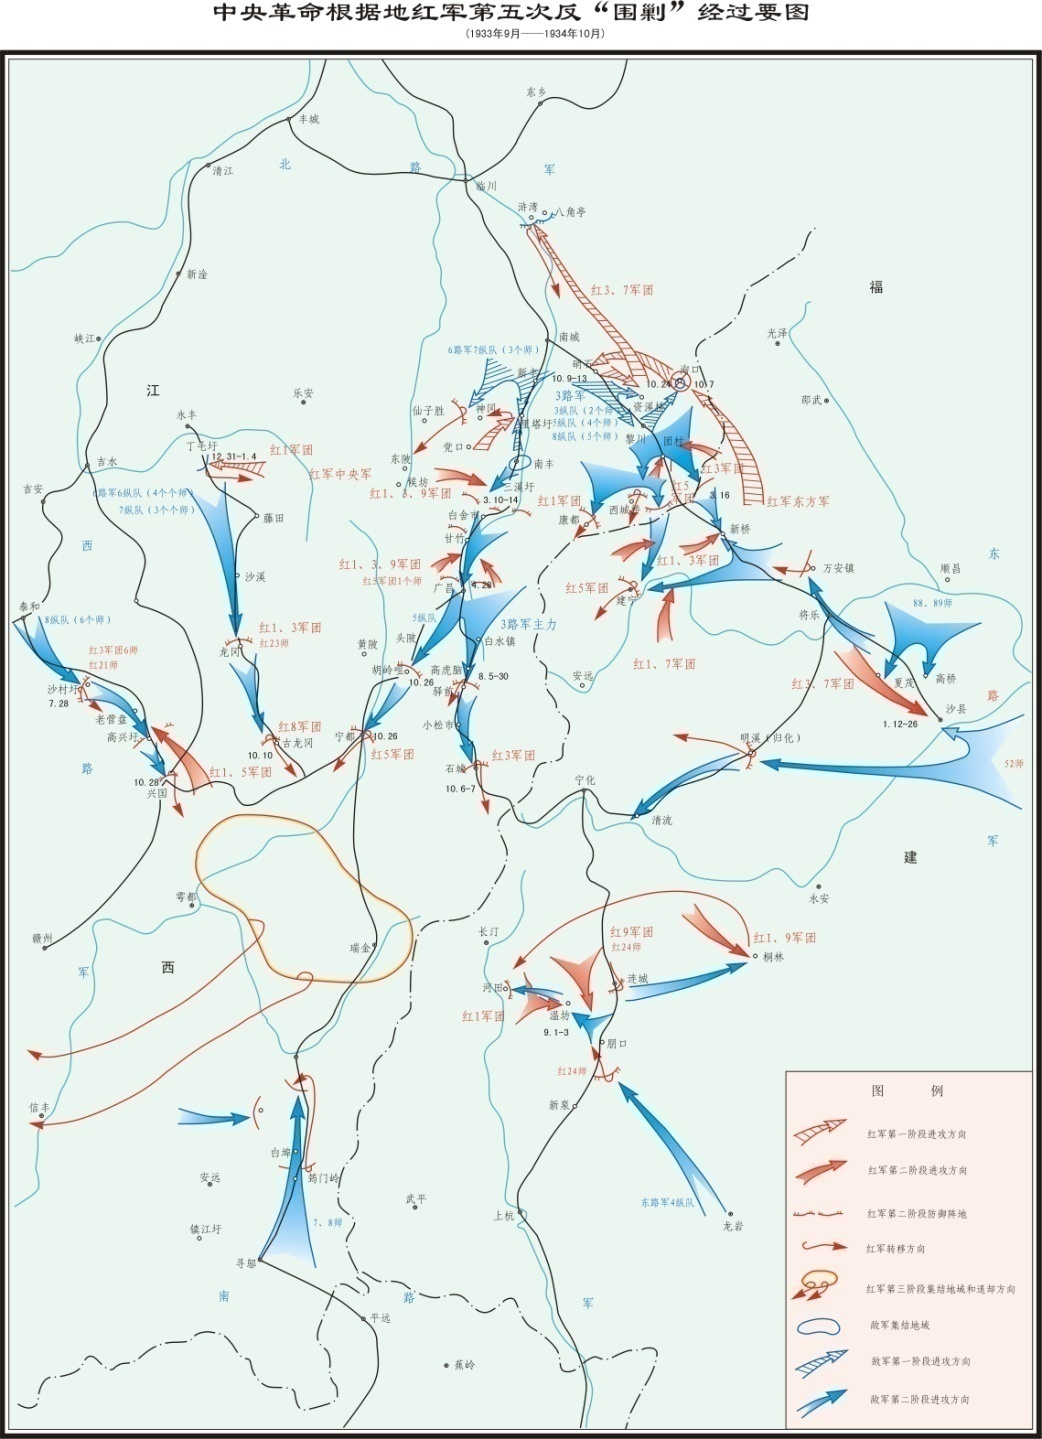 中央革命根据地红军第五次反“围剿”经过要图
(1933年9月——1934年10月)
东乡
丰城
北
路
军
清江
临川
浒湾
八角亭
新淦
红3、7军团
福
峡江
南城
光泽
6路军7纵队(3个师)
硝石
洵口
新丰
10.9-13
10.24
10.7
江
乐安
3路军
资溪桥
邵武
永丰
仙子脞
神冈
3纵队(2个师)
里塔圩
5纵队(4个师)
丁毛圩
党口
8纵队(5个师)
黎川
团村
12.31-1.4
红1军团
吉水
东陂
南丰
红3军团
红军中央军
吉安
6路军6纵队(4个个师)
侯坊
三溪圩
红5
军团
红1、3、9军团
3.10-14
红1军团
3.16
红军东方军
7纵队(3个个师)
藤田
白舍市
康都
西城桥
新桥
西
甘竹
东
红1、3、9军团
红1、3军团
万安镇
顺昌
沙溪
红5军团1个师
广昌
4.28
红5军团
建宁
泰和
8纵队(6个师)
5纵队
3路军主力
将乐
88、89师
红1、3军团
红23师
黄陂
头陂
白水镇
红3军团6师
红21师
龙冈
胡岭嘴
高虎脑
8.5-30
红1、7军团
沙村圩
10.26
驿前
安远
红3、7军团
夏茂
高桥
7.28
路
老营盘
红8军团
小松市
1.12-26
沙县
高兴圩
古龙冈
宁都
10.26
明溪(归化)
10.10
红5军团
红3军团
52师
路
红1、5军团
石城
10.28
10.6-7
兴国
宁化
清流
军
建
雩都
永安
赣州
长汀
红9军团
红1、9军团
瑞金
红24师
桐林
军
西
河田
连城
红1军团
温坊
9.1-3
朋口
图 例
红24师
信丰
新泉
红军第一阶段进攻方向
白埠
红军第二阶段进攻方向
安远
筠门岭
武平
东路军4纵队
红军第二阶段防御阵地
镇江圩
7、8师
上杭
龙岩
红军转移方向
寻邬
红军第三阶段集结地域和退却方向
南
路
军
平远
敌军集结地域
蕉岭
敌军第一阶段进攻方向
敌军第二阶段进攻方向